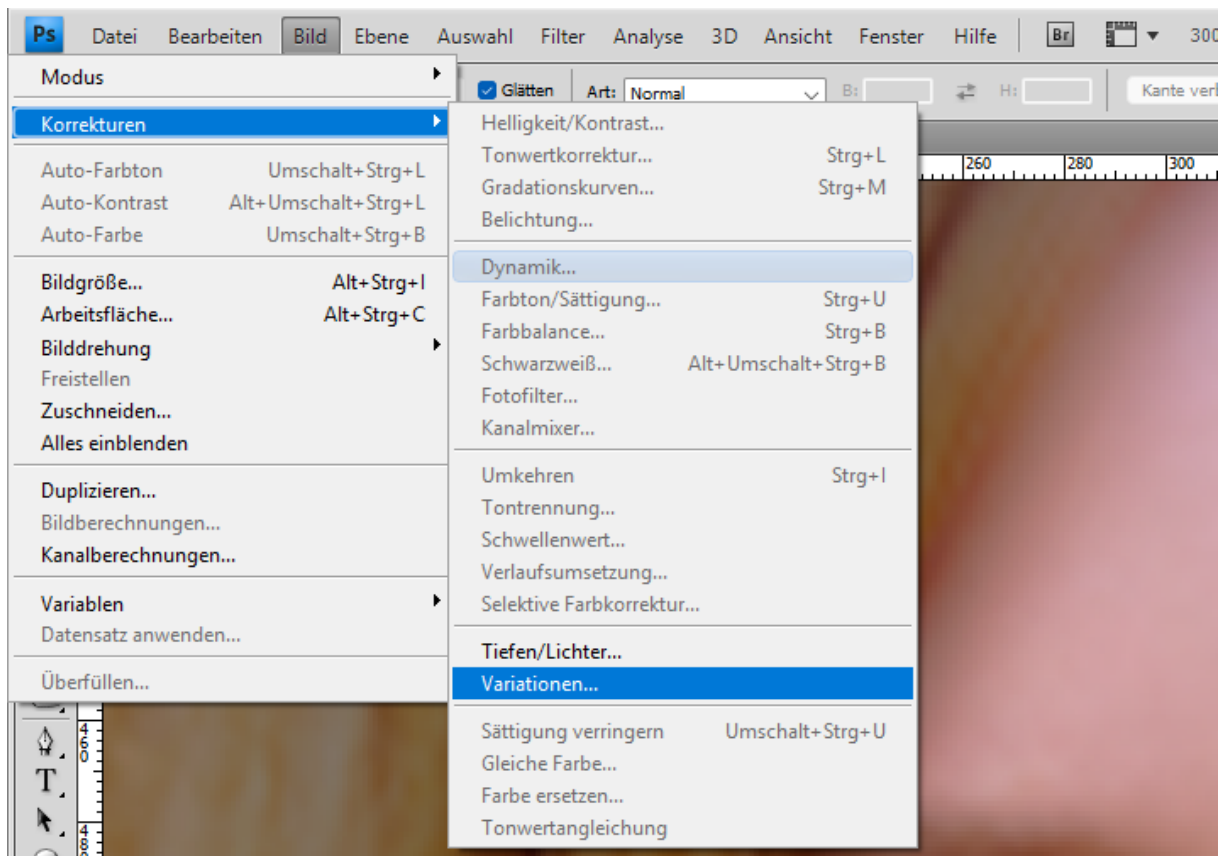 Ps Datei Bearbeiten Bild Ebene Auswahl Filter Analyse 3D Ansicht Fenster Hilfe Br 300
Glätten Art: Normal B: H: Kante verl
260 280 300
Modus
Korrekturen
Auto-Farbton Umschalt+Strg+L
Auto-Kontrast Alt+Umschalt+Strg+L
Auto-Farbe Umschalt+Strg+B
Bildgröße... Alt+Strg+I
Arbeitsfläche... Alt+Strg+C
Bilddrehung
Freistellen
Zuschneiden...
Alles einblenden
Duplizieren...
Bildberechnungen...
Kanalberechnungen...
Variablen
Datensatz anwenden...
Überfüllen...
Helligkeit/Kontrast...
Tonwertkorrektur... Strg+L
Gradationskurven... Strg+M
Belichtung...
Dynamik...
Farbton/Sättigung... Strg+U
Farbbalance... Strg+B
Schwarzweiß... Alt+Umschalt+Strg+B
Fotofilter...
Kanalmixer...
Umkehren Strg+I
Tontrennung...
Schwellenwert...
Verlaufsumsetzung...
Selektive Farbkorrektur...
Tiefen/Lichter...
Variationen...
Sättigung verringern Umschalt+Strg+U
Gleiche Farbe...
Farbe ersetzen...
Tonwertangleichung
460
T
48